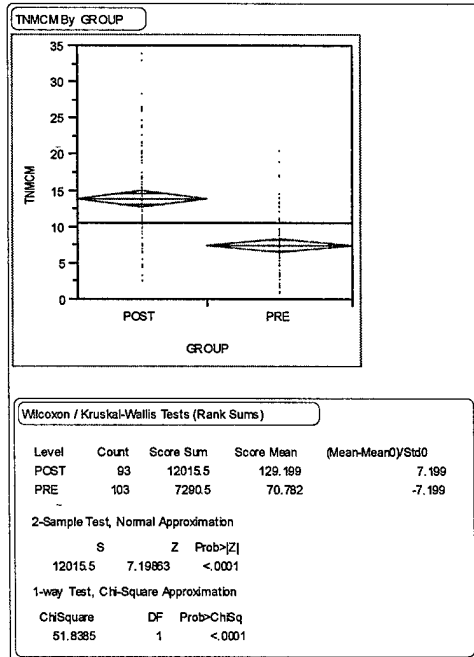 TNMCM By GROUP
35
30
25
20
15
10
5
0
TNMCM
POST PRE
GROUP
Wilcoxon / Kruskal-Wallis Tests (Rank Sums)
Level Count Score Sum Score Mean (Mean-Mean0)/Std0
POST 93 12015.5 129.199 7.199
PRE 103 7290.5 70.782 -7.199
2-Sample Test, Normal Approximation
S Z Prob>|Z|
12015.5 7.19863 <.0001
1-way Test, Chi-Square Approximation
ChiSquare DF Prob>ChiSq
51.8385 1 <.0001